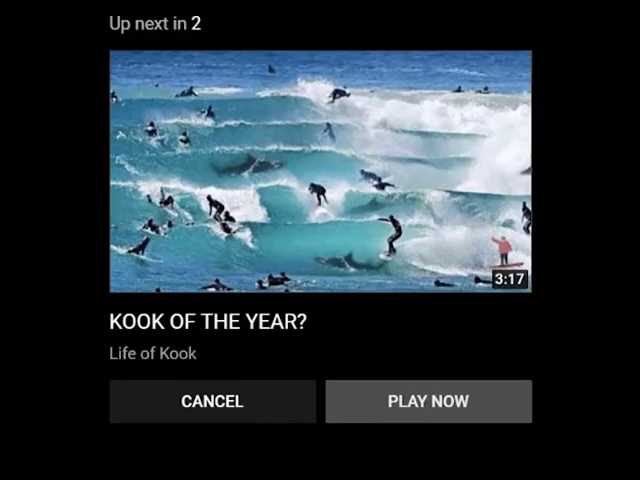 Up next in 2
3:17
KOOK OF THE YEAR?
Life of Kook
CANCEL
PLAY NOW